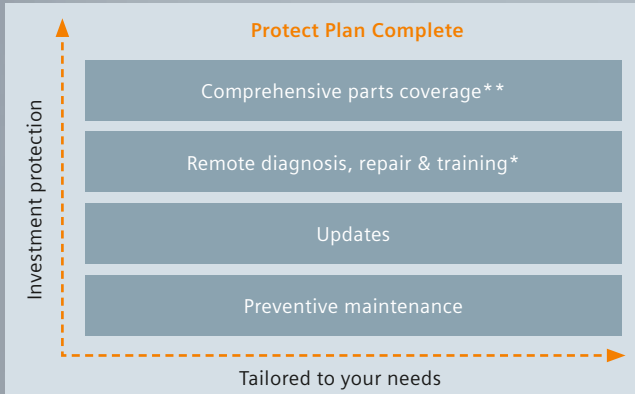 Protect Plan Complete
Investment protection
Comprehensive parts coverage**
Remote diagnosis, repair & training*
Updates
Preventive maintenance
Tailored to your needs